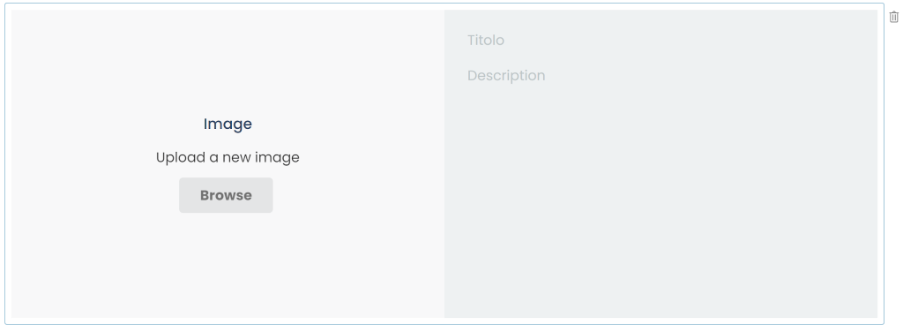 Image
Upload a new image
Browse
Titolo
Description